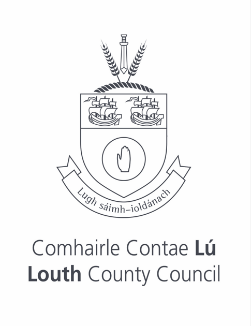 Lugh sáimh-ioldánach
Comhairle Contae Lú
Louth County Council